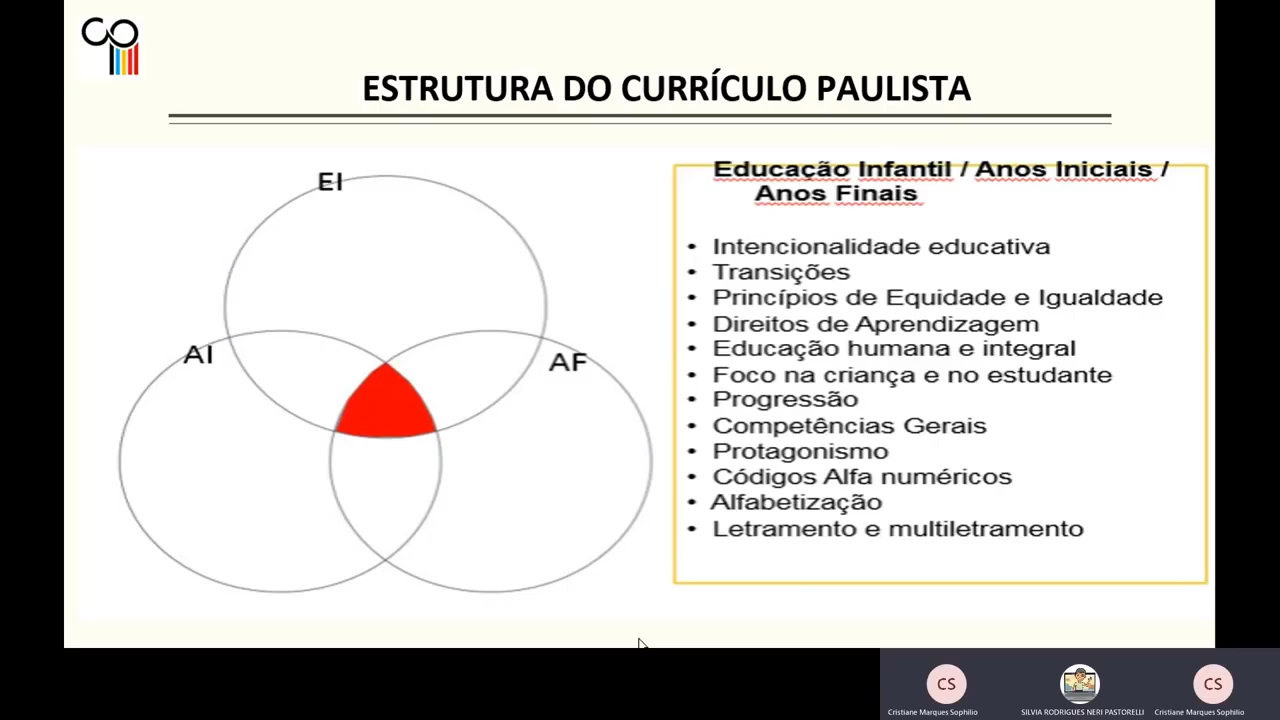 ESTRUTURA DO CURRÍCULO PAULISTA
EI
AI
AF
Educação Infantil / Anos Iniciais /
Anos Finais
• Intencionalidade educativa
• Transições
• Princípios de Equidade e Igualdade
• Direitos de Aprendizagem
• Educação humana e integral
• Foco na criança e no estudante
• Progressão
• Competências Gerais
• Protagonismo
• Códigos Alfa numéricos
• Alfabetização
• Letramento e multiletramento
CS
CS
Cristiane Marques Sophilio
SILVIA RODRIGUES NERI PASTORELLI
Cristiane Marques Sophilio